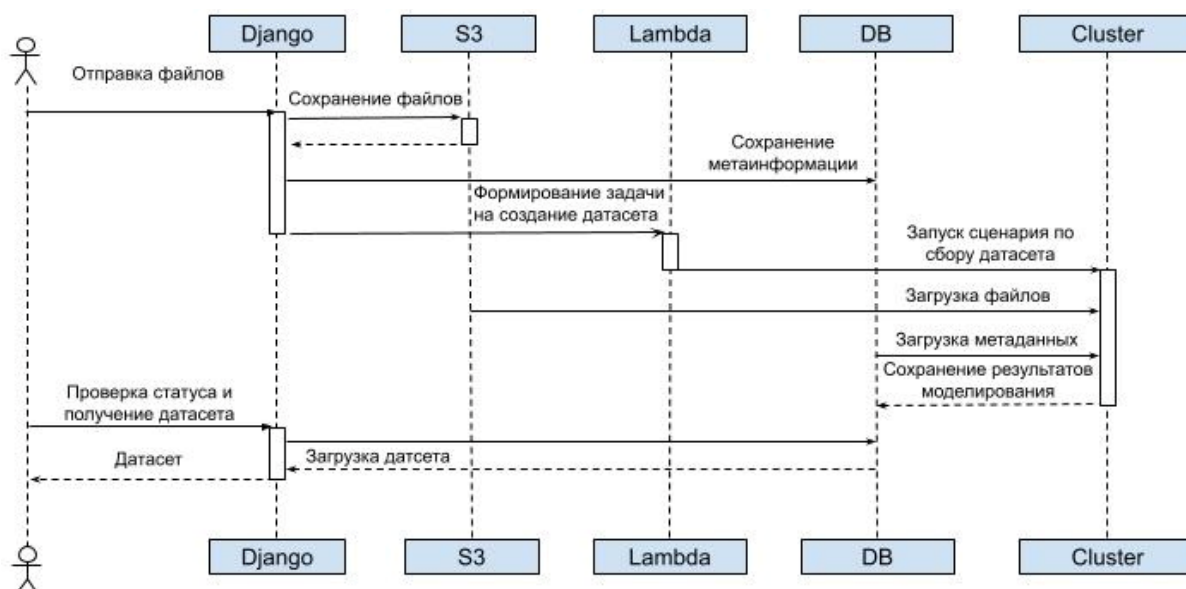 Django
S3
Lambda
DB
Cluster
Отправка файлов
Сохранение файлов
Сохранение
метаинформации
Формирование задачи
на создание датасета
Запуск сценария по
сбору датасета
Загрузка файлов
Загрузка метаданных
Сохранение результатов
моделирования
Проверка статуса и
получение датасета
Датасет
Загрузка датсета
Django
S3
Lambda
DB
Cluster